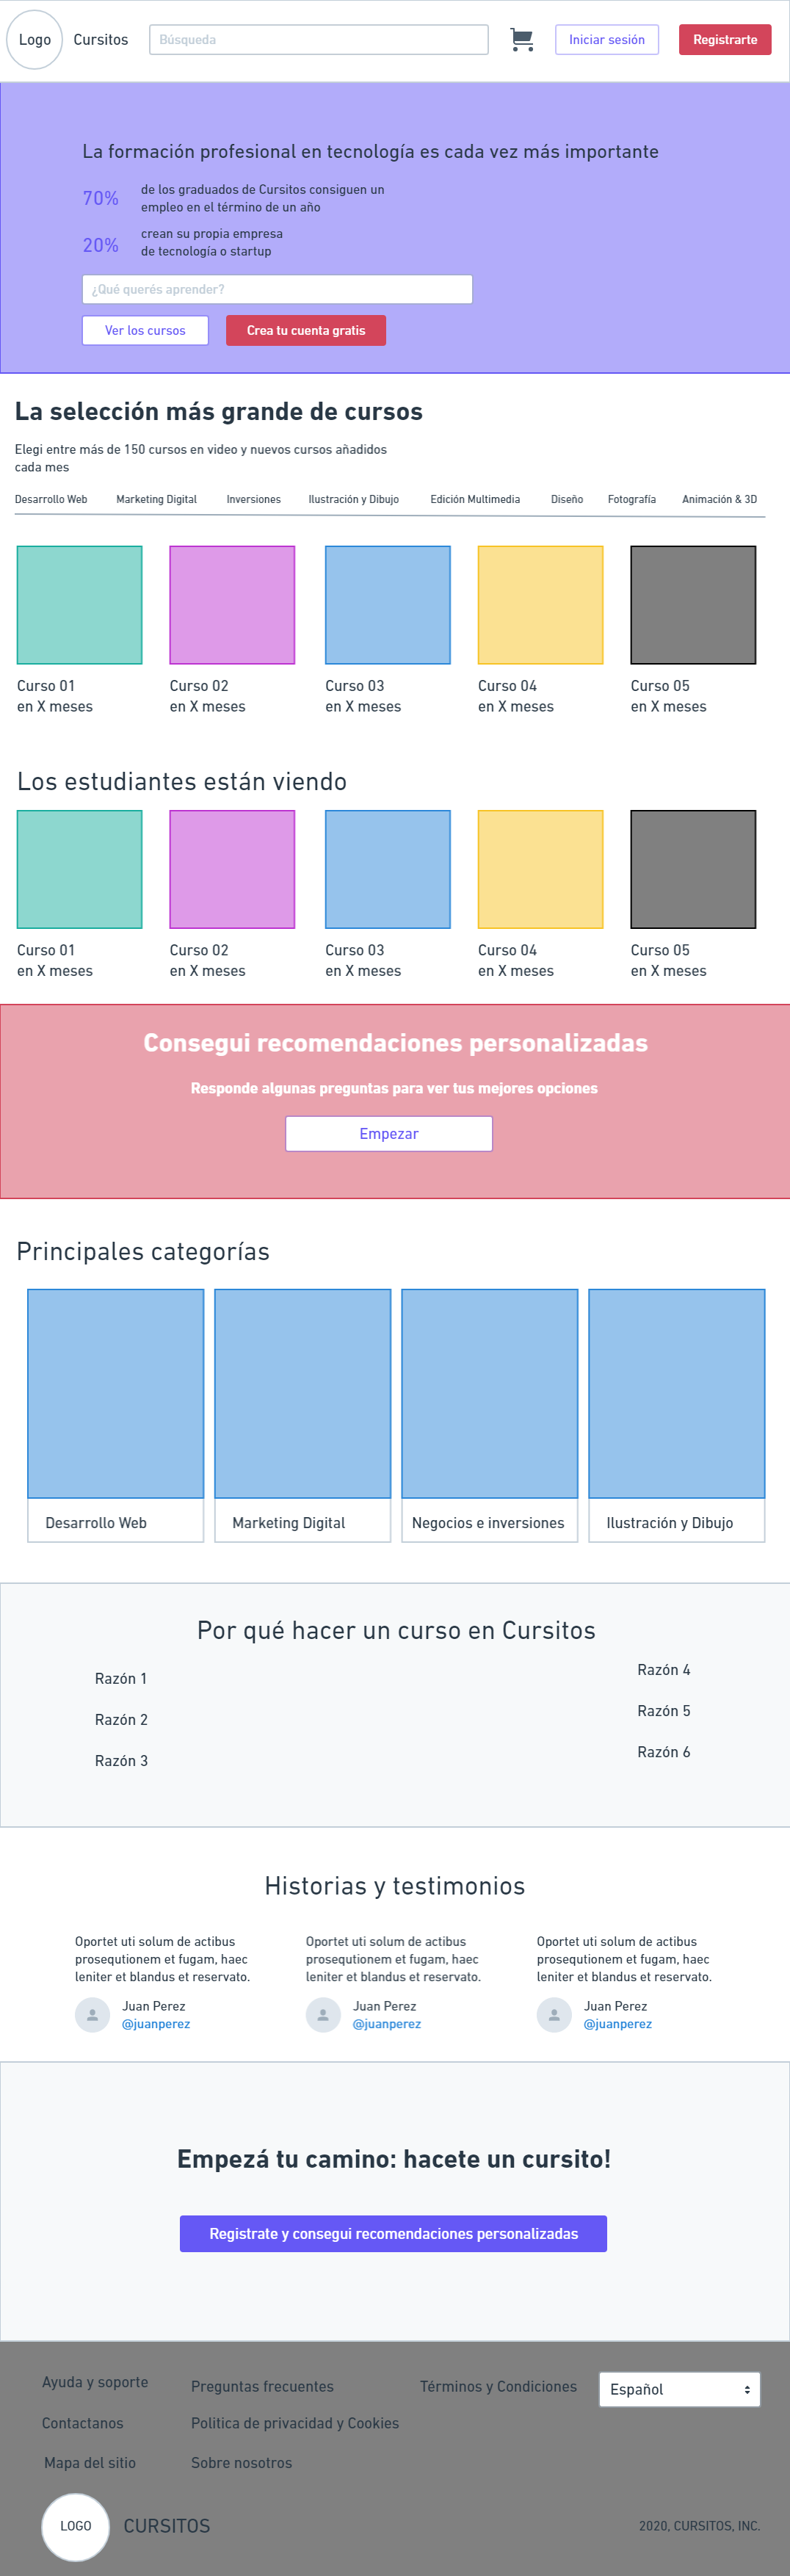 Logo
Cursitos
Búsqueda
Iniciar sesión
Registrarte
La formación profesional en tecnología es cada vez más importante
70%
de los graduados de Cursitos consiguen un
empleo en el término de un año
20%
crean su propia empresa
de tecnología o startup
¿Qué querés aprender?
Ver los cursos
Crea tu cuenta gratis
La selección más grande de cursos
Elegi entre más de 150 cursos en video y nuevos cursos añadidos
cada mes
Desarrollo Web
Marketing Digital
Inversiones
Ilustración y Dibujo
Edición Multimedia
Diseño
Fotografía
Animación & 3D
Curso 01
en X meses
Curso 02
en X meses
Curso 03
en X meses
Curso 04
en X meses
Curso 05
en X meses
Los estudiantes están viendo
Curso 01
en X meses
Curso 02
en X meses
Curso 03
en X meses
Curso 04
en X meses
Curso 05
en X meses
Consegui recomendaciones personalizadas
Responde algunas preguntas para ver tus mejores opciones
Empezar
Principales categorías
Desarrollo Web
Marketing Digital
Negocios e inversiones
Ilustración y Dibujo
Por qué hacer un curso en Cursitos
Razón 1
Razón 2
Razón 3
Razón 4
Razón 5
Razón 6
Historias y testimonios
Oportet uti solum de actibus
prosequtionem et fugam, haec
leniter et blandus et reservato.
Juan Perez
@juanperez
Oportet uti solum de actibus
prosequtionem et fugam, haec
leniter et blandus et reservato.
Juan Perez
@juanperez
Oportet uti solum de actibus
prosequtionem et fugam, haec
leniter et blandus et reservato.
Juan Perez
@juanperez
Empezá tu camino: hacete un cursito!
Registrate y consegui recomendaciones personalizadas
Ayuda y soporte
Contactanos
Mapa del sitio
Preguntas frecuentes
Politica de privacidad y Cookies
Sobre nosotros
Términos y Condiciones
Español
LOGO
CURSITOS
2020, CURSITOS, INC.